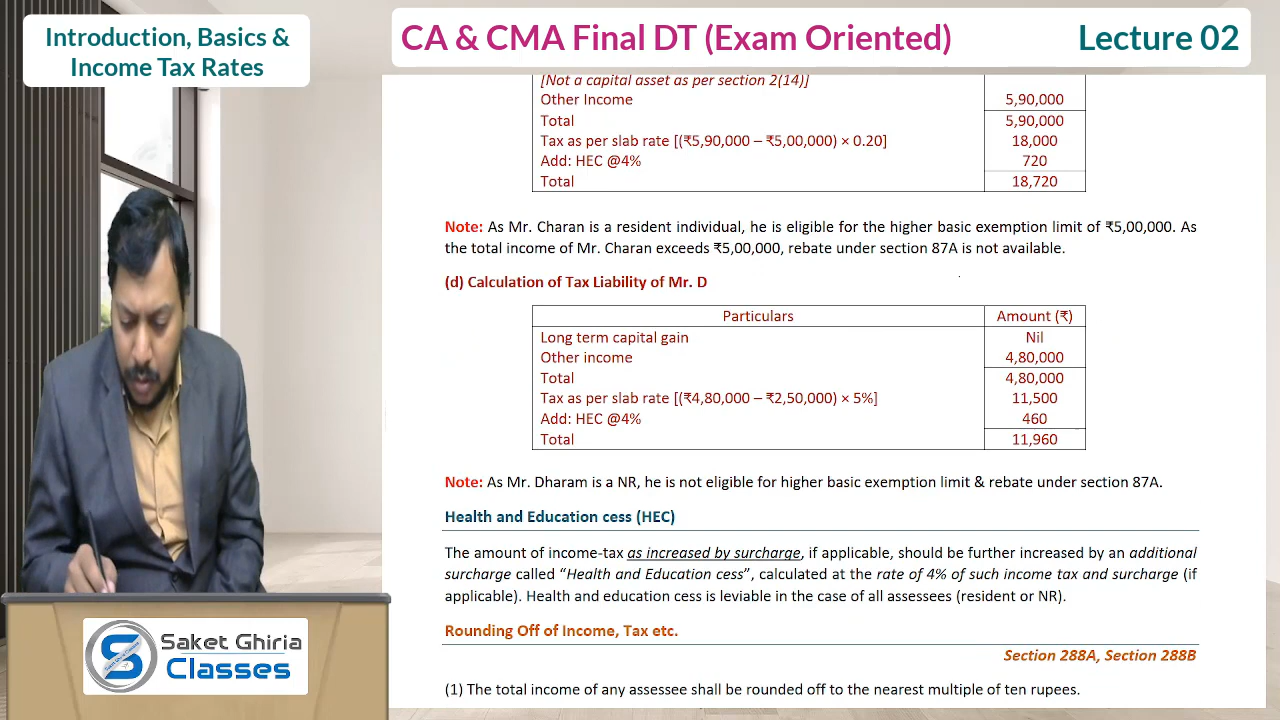 Introduction, Basics &
Income Tax Rates
CA & CMA Final DT (Exam Oriented)
Lecture 02
[Not a capital asset as per section 2(14)]
Other Income 5,90,000
Total 5,90,000
Tax as per slab rate [(₹5,90,000 – ₹5,00,000) × 0.20] 18,000
Add: HEC @4% 720
Total 18,720
Note: As Mr. Charan is a resident individual, he is eligible for the higher basic exemption limit of ₹5,00,000. As
the total income of Mr. Charan exceeds ₹5,00,000, rebate under section 87A is not available.
(d) Calculation of Tax Liability of Mr. D
Particulars Amount (₹)
Long term capital gain Nil
Other income 4,80,000
Total 4,80,000
Tax as per slab rate [(₹4,80,000 – ₹2,50,000) × 5%] 11,500
Add: HEC @4% 460
Total 11,960
Note: As Mr. Dharam is a NR, he is not eligible for higher basic exemption limit & rebate under section 87A.
Health and Education cess (HEC)
The amount of income-tax as increased by surcharge, if applicable, should be further increased by an additional
surcharge called “Health and Education cess”, calculated at the rate of 4% of such income tax and surcharge (if
applicable). Health and education cess is leviable in the case of all assessees (resident or NR).
Rounding Off of Income, Tax etc.
Section 288A, Section 288B
(1) The total income of any assessee shall be rounded off to the nearest multiple of ten rupees.
Saket Ghiria
Classes